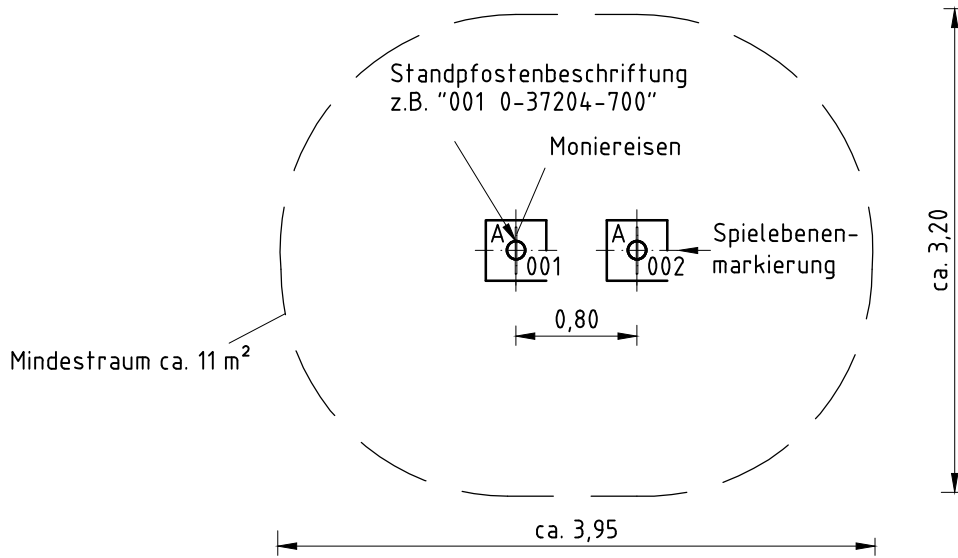 Standpfostenbeschriftung
z.B. "001 0-37204-700"
Moniereisen
A
001
A
002
Spielebenen-
markierung
0,80
Mindestraum ca. 11 m²
ca. 3,20
ca. 3,95